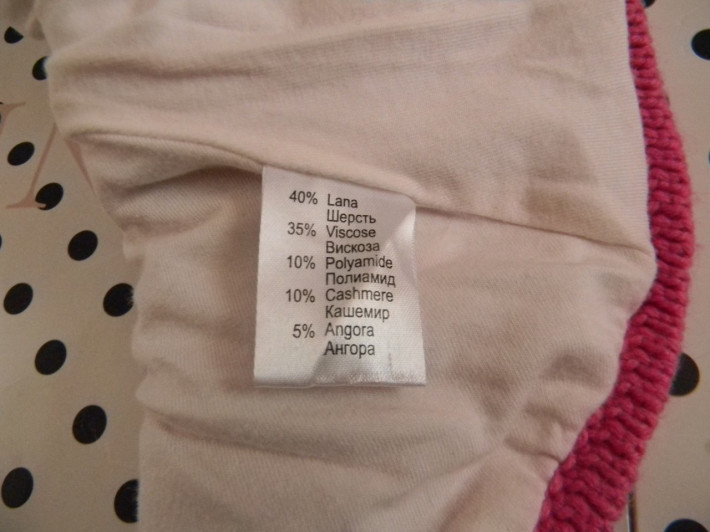 40% Lana
Шерсть
35% Viscose
Вискоза
10% Polyamide
Полиамид
10% Cashmere
Кашемир
5% Angora
Ангора